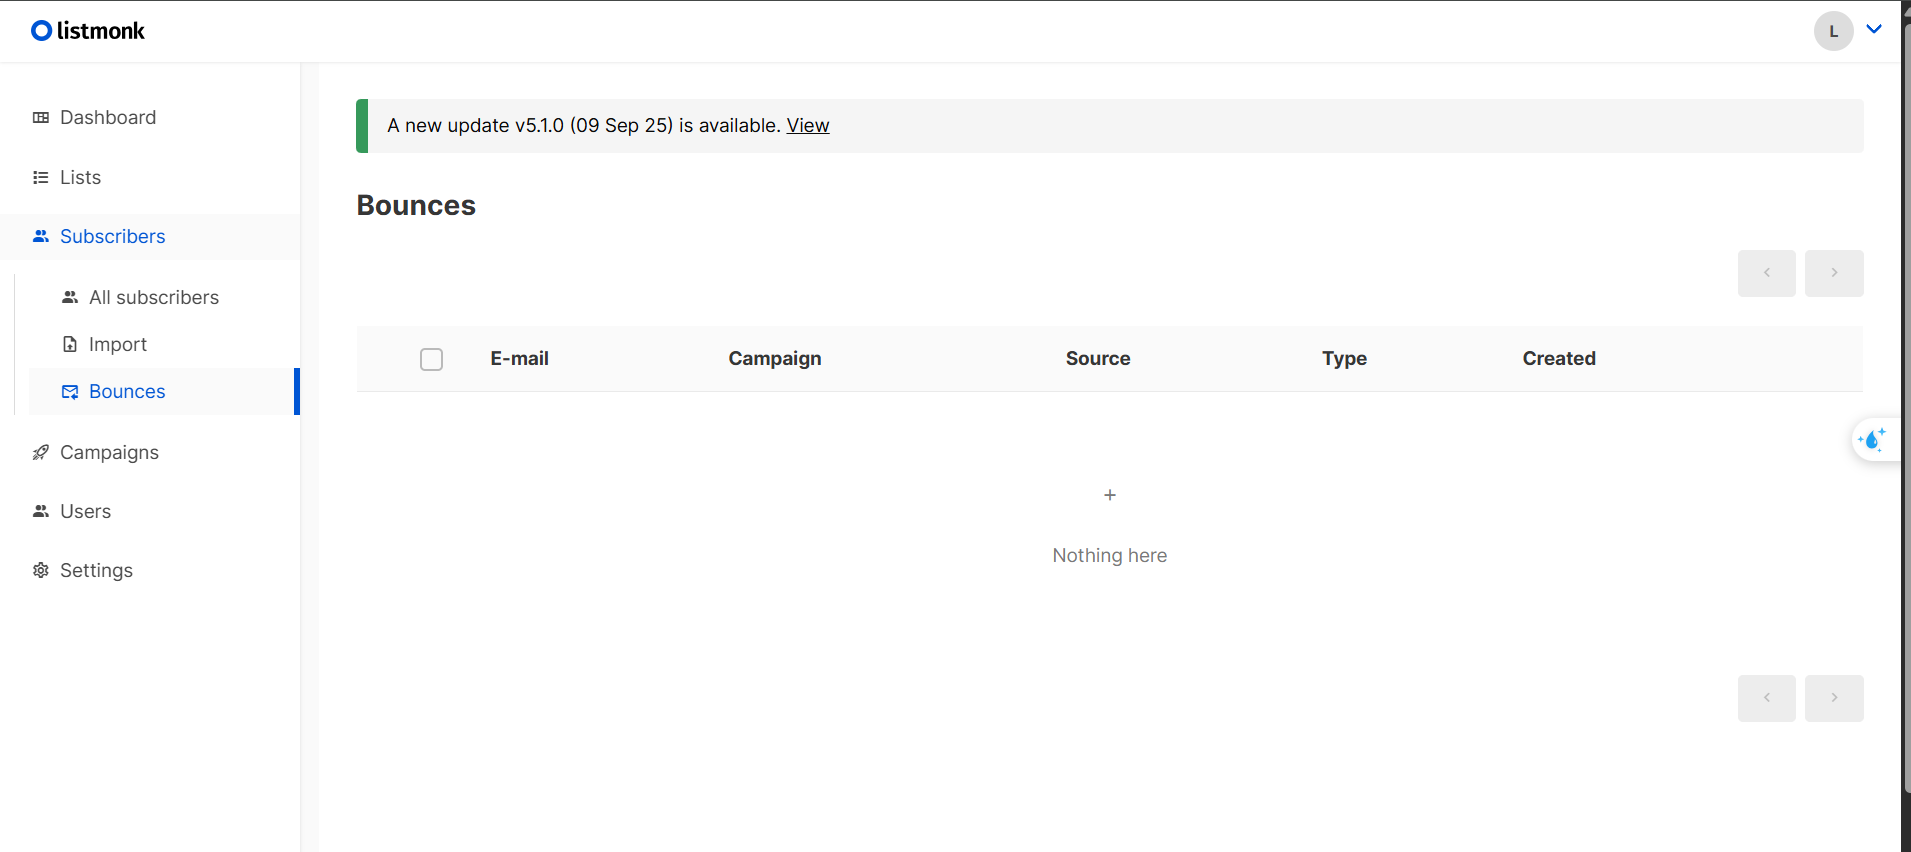 listmonk
L
Dashboard
Lists
Subscribers
All subscribers
Import
Bounces
Campaigns
Users
Settings
A new update v5.1.0 (09 Sep 25) is available. View
Bounces
E-mail Campaign Source Type Created
Nothing here